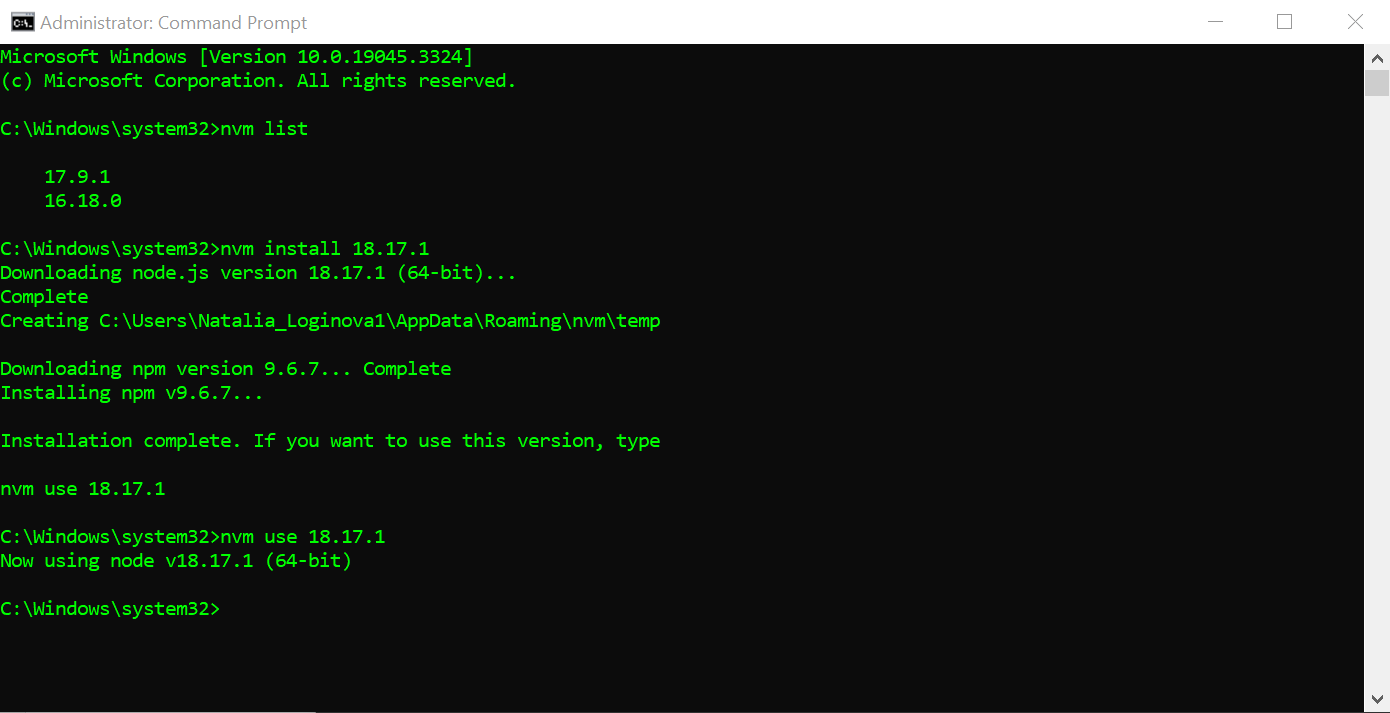 Administrator: Command Prompt
Microsoft Windows [Version 10.0.19045.3324]
(c) Microsoft Corporation. All rights reserved.
C:\Windows\system32>nvm list
17.9.1
16.18.0
C:\Windows\system32>nvm install 18.17.1
Downloading node.js version 18.17.1 (64-bit)...
Complete
Creating C:\Users\Natalia_Loginova1\AppData\Roaming\nvm\temp
Downloading npm version 9.6.7... Complete
Installing npm v9.6.7...
Installation complete. If you want to use this version, type
nvm use 18.17.1
C:\Windows\system32>nvm use 18.17.1
Now using node v18.17.1 (64-bit)
C:\Windows\system32>